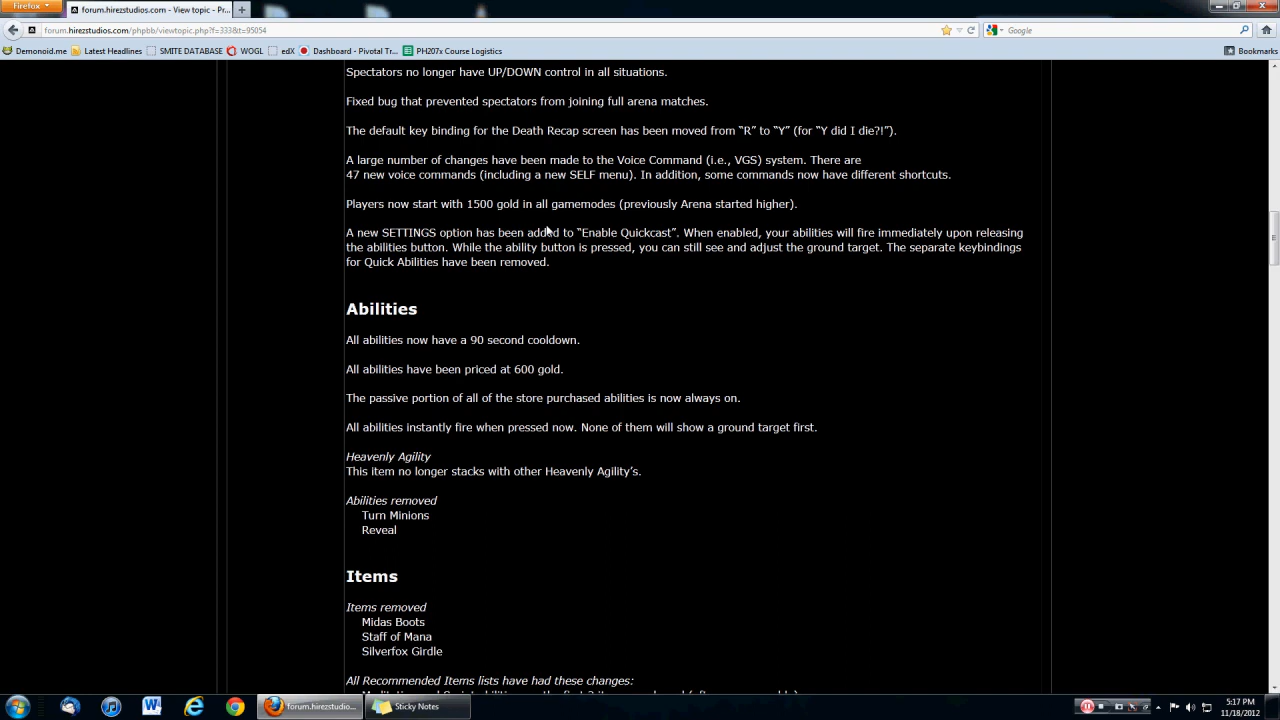 Firefox
forum.hirezstudios.com - View topic - Pr...
forum.hirezstudios.com/phpbb/viewtopic.php?f=333&t=95054
Google
Demonoid.me Latest Headlines SMITE DATABASE WOGL edX Dashboard - Pivotal Tr... PH207x Course Logistics Bookmarks
Spectators no longer have UP/DOWN control in all situations.
Fixed bug that prevented spectators from joining full arena matches.
The default key binding for the Death Recap screen has been moved from “R” to “Y” (for “Y did I die?!”).
A large number of changes have been made to the Voice Command (i.e., VGS) system. There are
47 new voice commands (including a new SELF menu). In addition, some commands now have different shortcuts.
Players now start with 1500 gold in all gamemodes (previously Arena started higher).
A new SETTINGS option has been added to “Enable Quickcast”. When enabled, your abilities will fire immediately upon releasing
the abilities button. While the ability button is pressed, you can still see and adjust the ground target. The separate keybindings
for Quick Abilities have been removed.
Abilities
All abilities now have a 90 second cooldown.
All abilities have been priced at 600 gold.
The passive portion of all of the store purchased abilities is now always on.
All abilities instantly fire when pressed now. None of them will show a ground target first.
Heavenly Agility
This item no longer stacks with other Heavenly Agility’s.
Abilities removed
Turn Minions
Reveal
Items
Items removed
Midas Boots
Staff of Mana
Silverfox Girdle
All Recommended Items lists have had these changes:
forum.hirezstudio... Sticky Notes
5:17 PM
11/18/2012